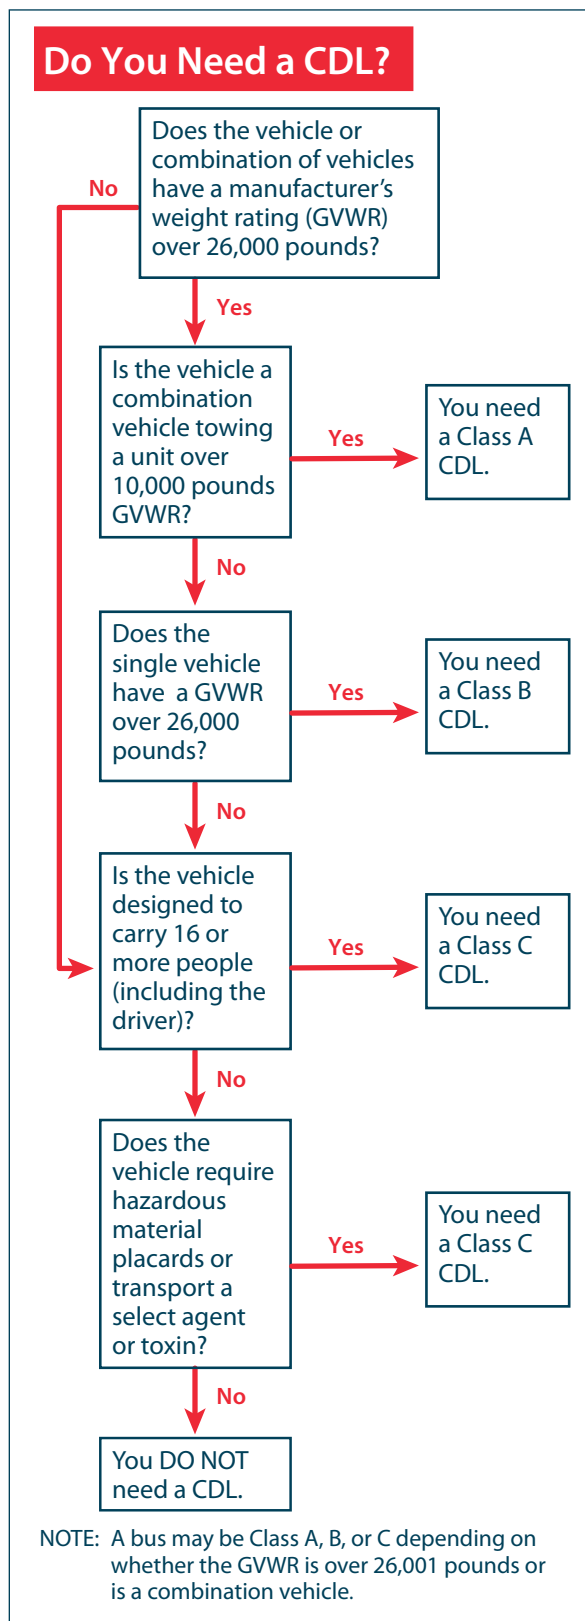 Do You Need a CDL?
Does the vehicle or
combination of vehicles
have a manufacturer’s
weight rating (GVWR)
over 26,000 pounds?
No
Yes
Is the vehicle a
combination
vehicle towing
a unit over
10,000 pounds
GVWR?
Yes
You need
a Class A
CDL.
No
Does the
single vehicle
have a GVWR
over 26,000
pounds?
Yes
You need
a Class B
CDL.
No
Is the vehicle
designed to
carry 16 or
more people
(including the
driver)?
Yes
You need
a Class C
CDL.
No
Does the
vehicle require
hazardous
material
placards or
transport a
select agent
or toxin?
Yes
You need
a Class C
CDL.
No
You DO NOT
need a CDL.
NOTE: A bus may be Class A, B, or C depending on
whether the GVWR is over 26,001 pounds or
is a combination vehicle.